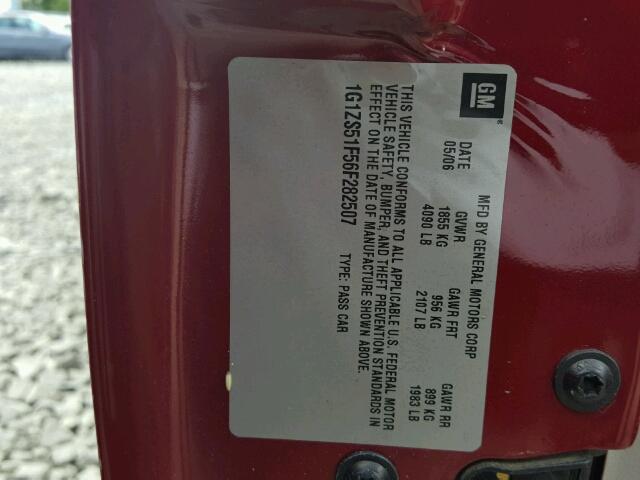 GM
MFD BY GENERAL MOTORS CORP
DATE GVWR GAWR FRT GAWR RR
05/06 1855 KG 956 KG 899 KG
4090 LB 2107 LB 1983 LB
THIS VEHICLE CONFORMS TO ALL APPLICABLE U.S. FEDERAL MOTOR
VEHICLE SAFETY, BUMPER, AND THEFT PREVENTION STANDARDS IN
EFFECT ON THE DATE OF MANUFACTURE SHOWN ABOVE.
1G1ZS51F56F282507 TYPE: PASS CAR